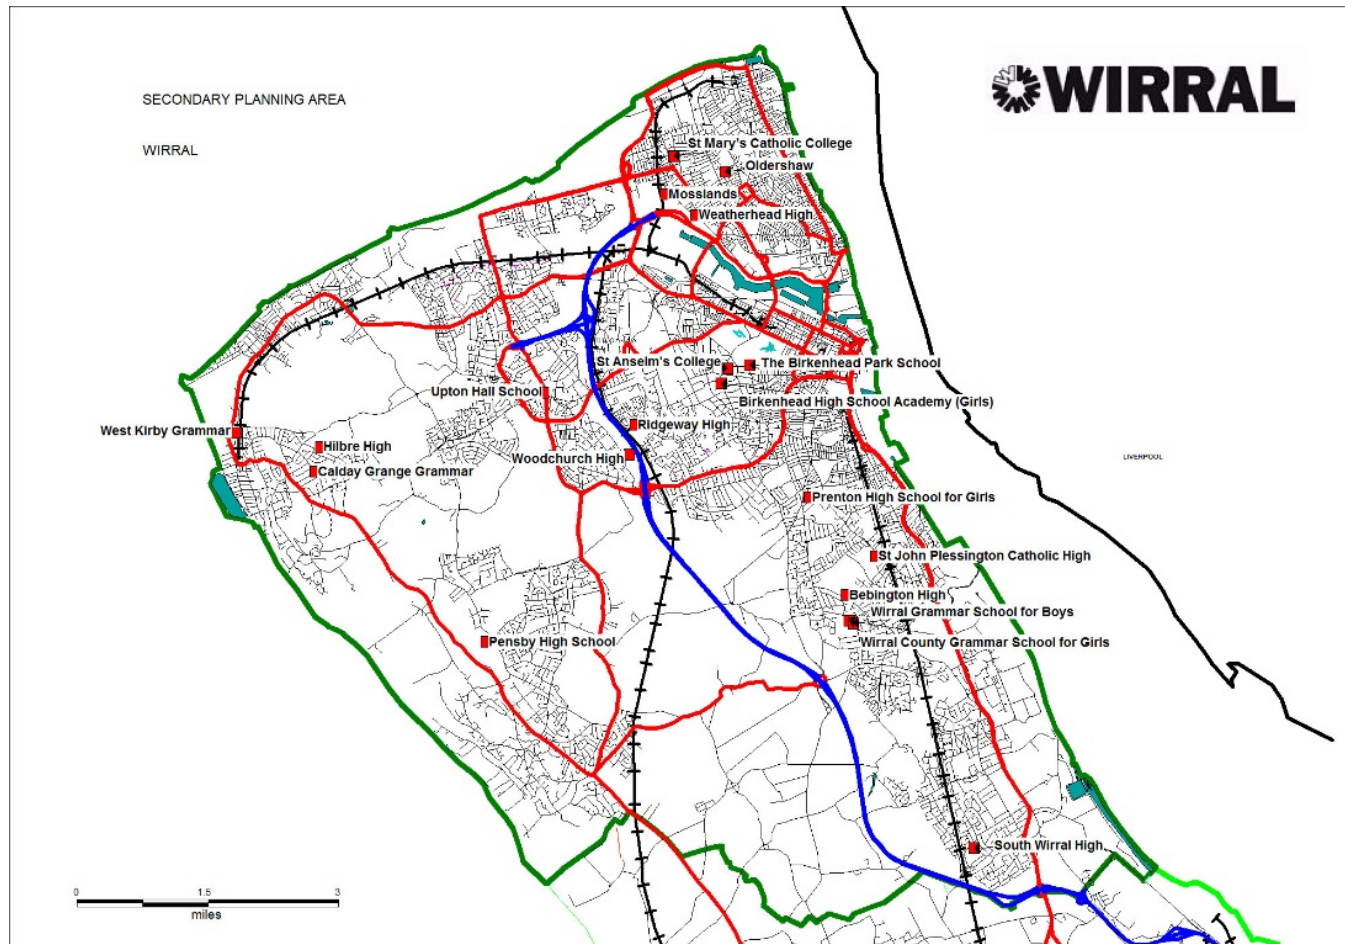 WIRRAL
SECONDARY PLANNING AREA
WIRRAL
St Mary's Catholic College
Oldershaw
Mosslands
Weatherhead High
St Anselm's College
The Birkenhead Park School
Upton Hall School
Birkenhead High School Academy (Girls)
Ridgeway High
West Kirby Grammar
Hilbre High
Woodchurch High
LIVERPOOL
Calday Grange Grammar
Prenton High School for Girls
St John Plessington Catholic High
Bebington High
Wirral Grammar School for Boys
Pensby High School
Wirral County Grammar School for Girls
South Wirral High
0 1.5 3
miles